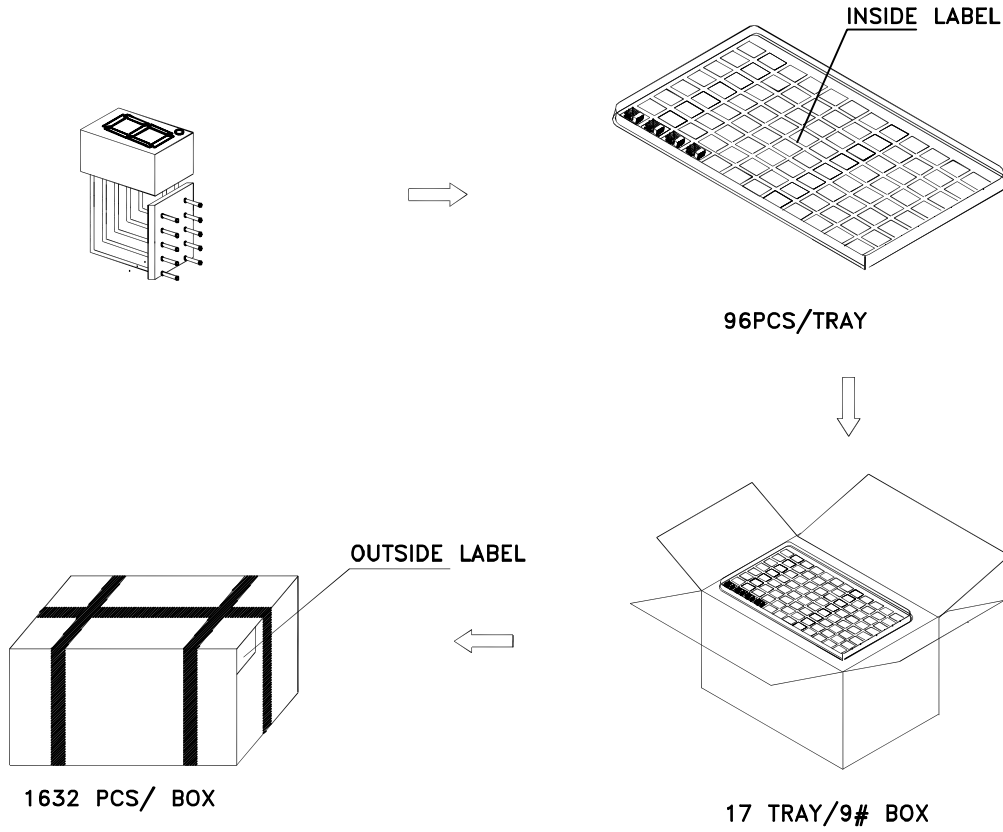 INSIDE LABEL
96PCS/TRAY
OUTSIDE LABEL
1632 PCS/ BOX
17 TRAY/9# BOX